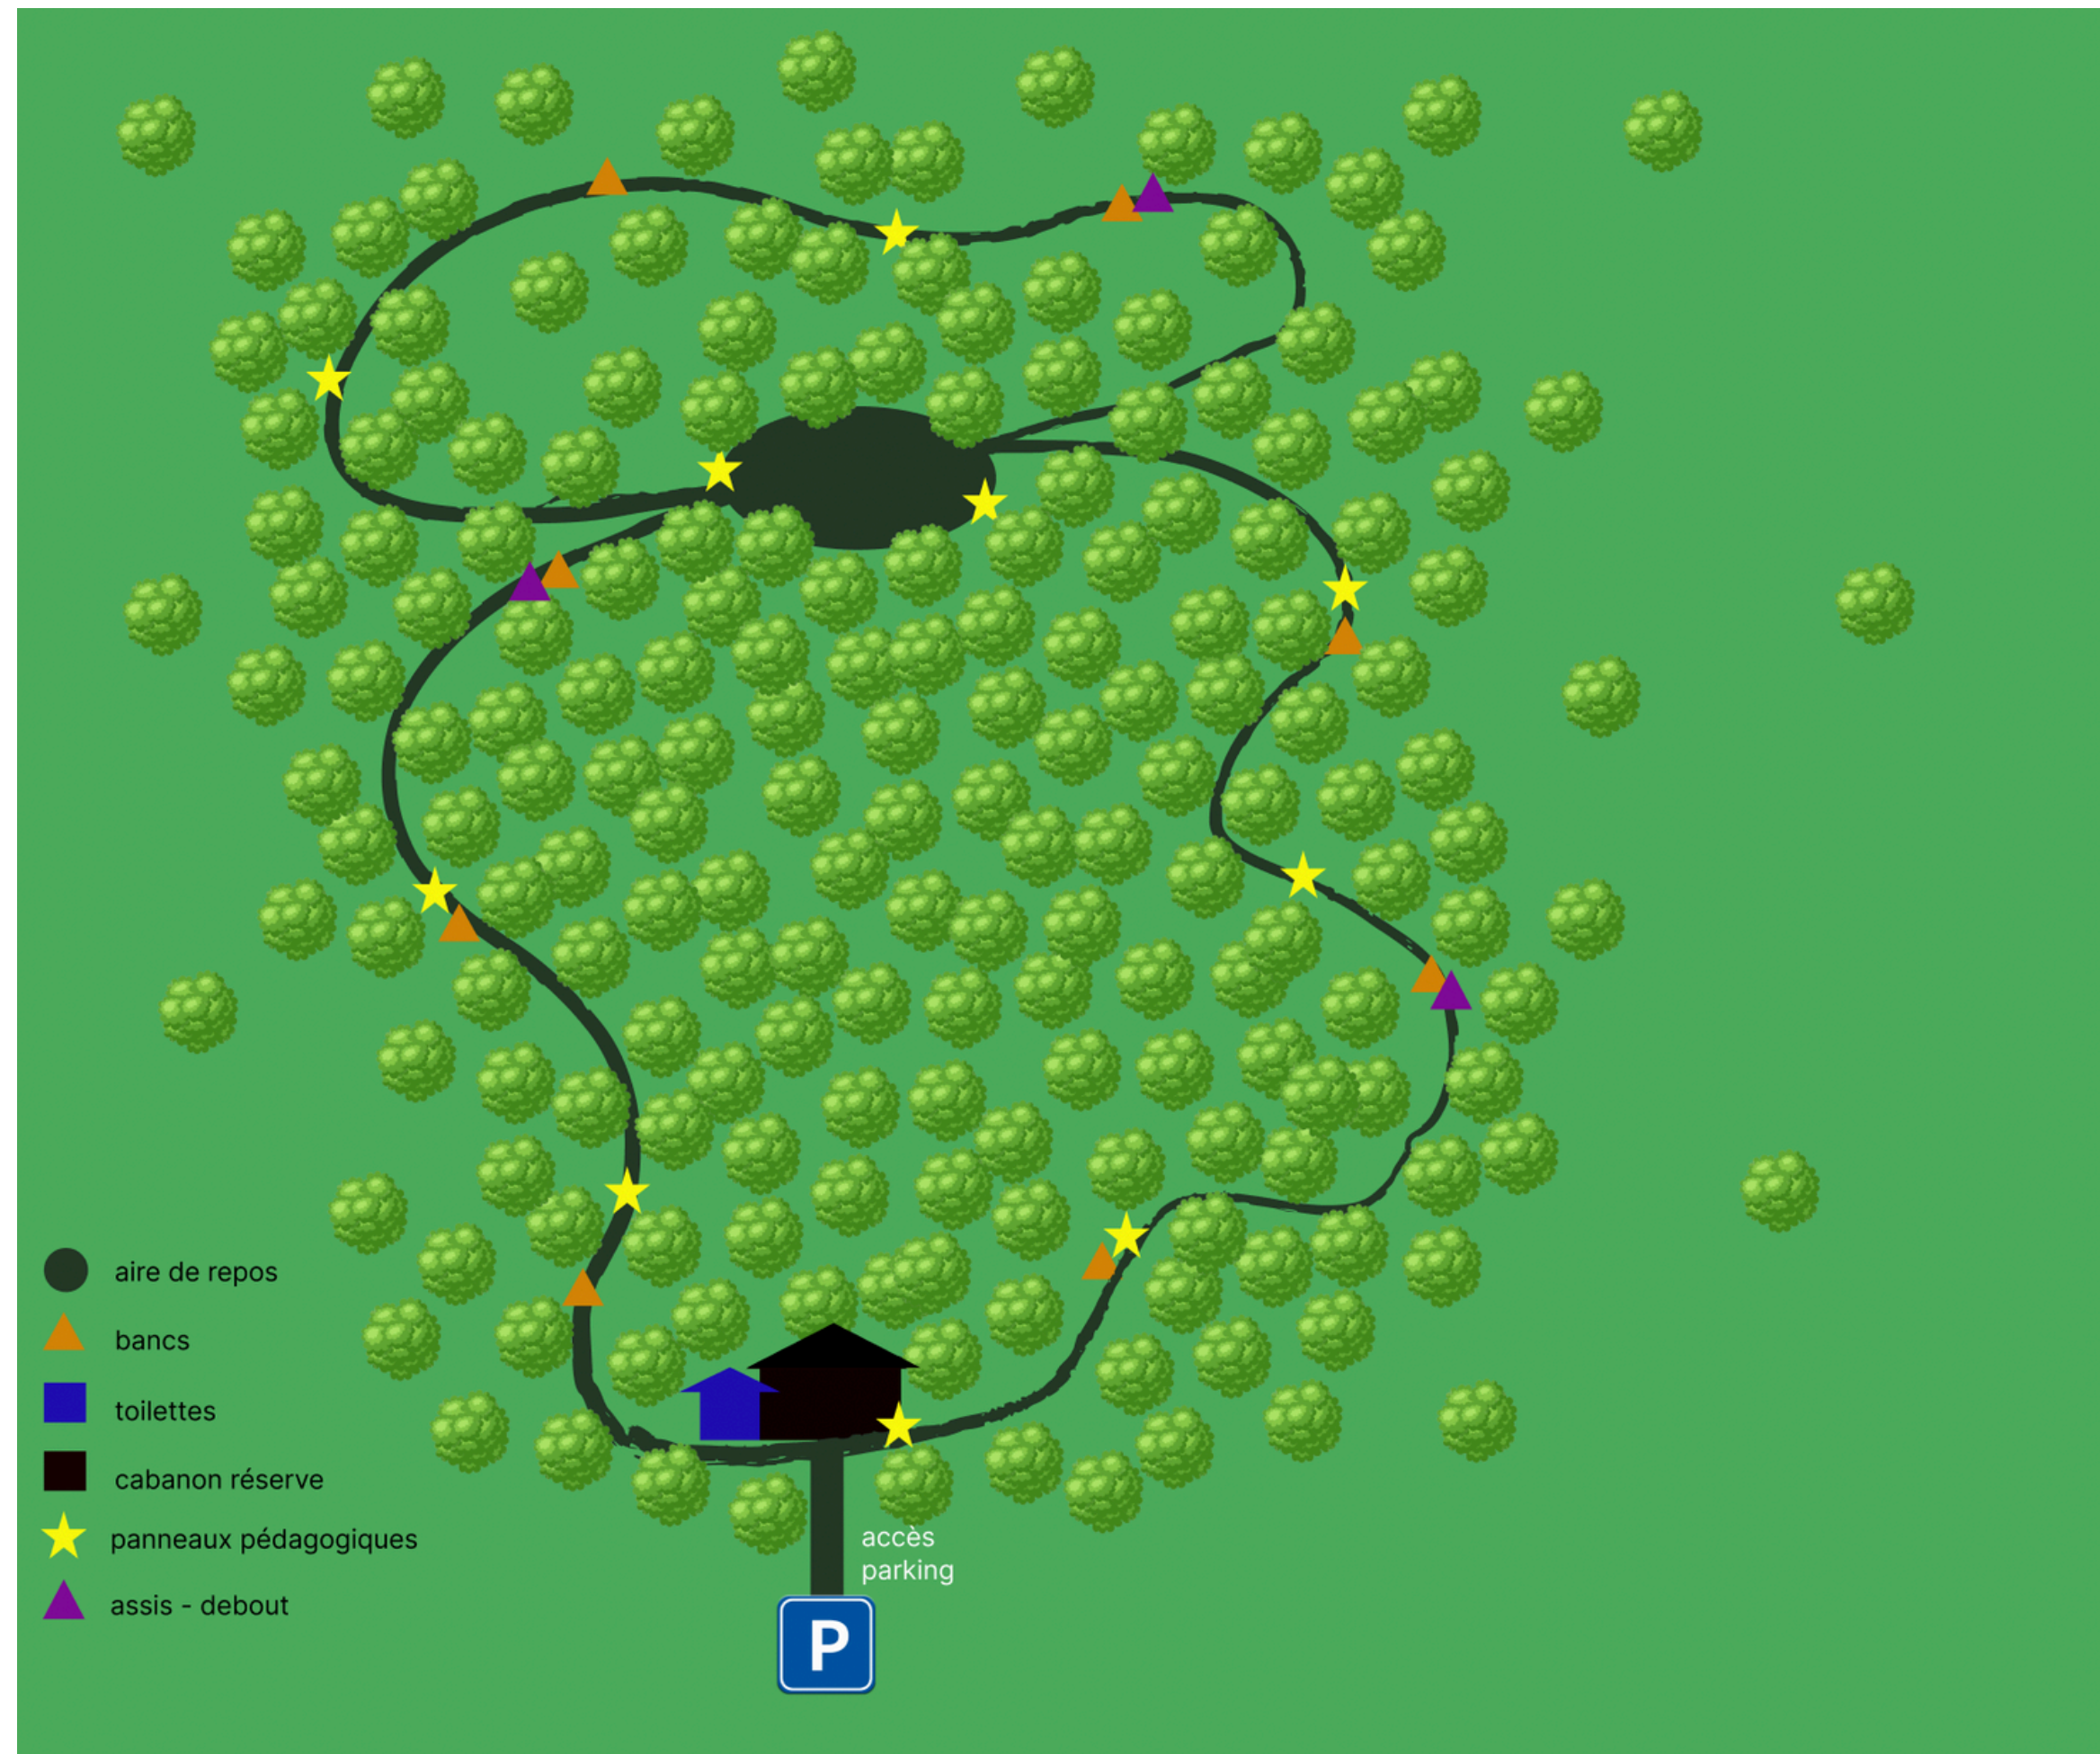 aire de repos
bancs
toilettes
cabanon réserve
panneaux pédagogiques
assis - debout
accès
parking
P